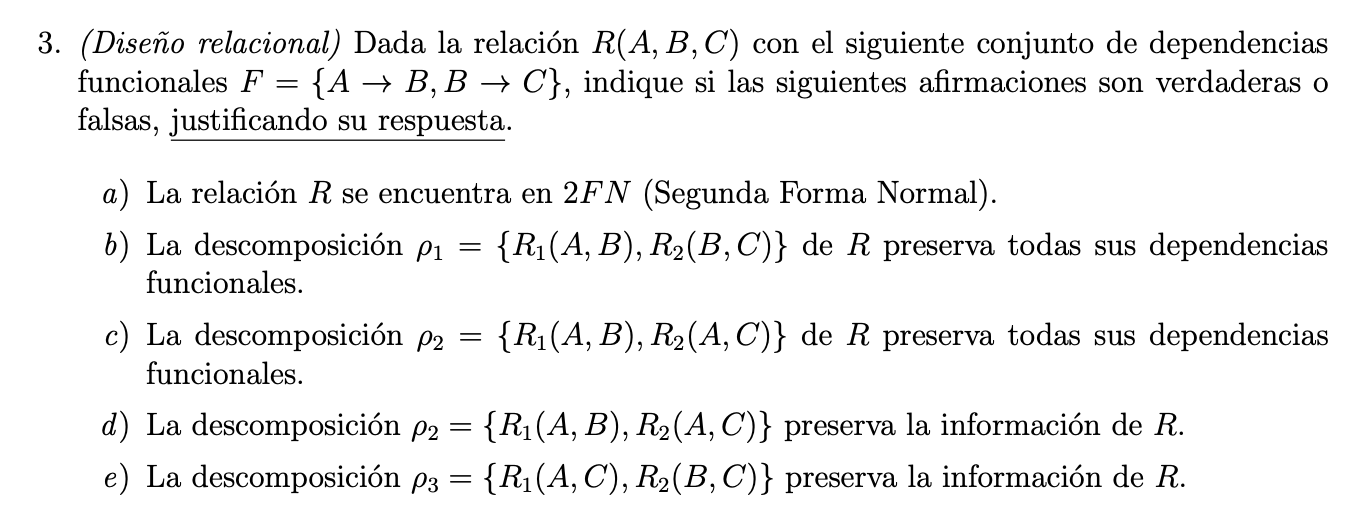 3. (Diseño relacional) Dada la relación R(A, B, C) con el siguiente conjunto de dependencias
funcionales F = {A → B, B → C}, indique si las siguientes afirmaciones son verdaderas o
falsas, justificando su respuesta.
a) La relación R se encuentra en 2FN (Segunda Forma Normal).
b) La descomposición ρ₁ = {R₁(A, B), R₂(B, C)} de R preserva todas sus dependencias
funcionales.
c) La descomposición ρ₂ = {R₁(A, B), R₂(A, C)} de R preserva todas sus dependencias
funcionales.
d) La descomposición ρ₂ = {R₁(A, B), R₂(A, C)} preserva la información de R.
e) La descomposición ρ₃ = {R₁(A, C), R₂(B, C)} preserva la información de R.